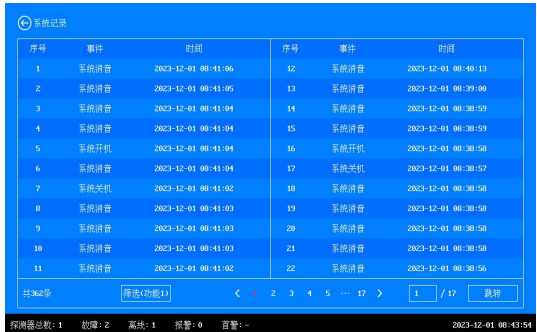 系统记录
序号 事件 时间 序号 事件 时间
1 系统消音 2023-12-01 08:41:06 12 系统消音 2023-12-01 08:40:13
2 系统消音 2023-12-01 08:41:05 13 系统消音 2023-12-01 08:39:00
3 系统消音 2023-12-01 08:41:04 14 系统消音 2023-12-01 08:38:59
4 系统消音 2023-12-01 08:41:04 15 系统消音 2023-12-01 08:38:59
5 系统开机 2023-12-01 08:41:04 16 系统开机 2023-12-01 08:38:58
6 系统消音 2023-12-01 08:41:04 17 系统关机 2023-12-01 08:38:57
7 系统关机 2023-12-01 08:41:02 18 系统消音 2023-12-01 08:38:58
8 系统消音 2023-12-01 08:41:03 19 系统消音 2023-12-01 08:38:58
9 系统消音 2023-12-01 08:41:03 20 系统消音 2023-12-01 08:38:58
10 系统消音 2023-12-01 08:41:03 21 系统消音 2023-12-01 08:38:58
11 系统消音 2023-12-01 08:41:02 22 系统消音 2023-12-01 08:38:56
共362条 筛选(功能1) 1 2 3 4 5 ··· 17 1 / 17 跳转
探测器总数:1 故障:2 离线:1 报警:0 首警:- 2023-12-01 08:43:54